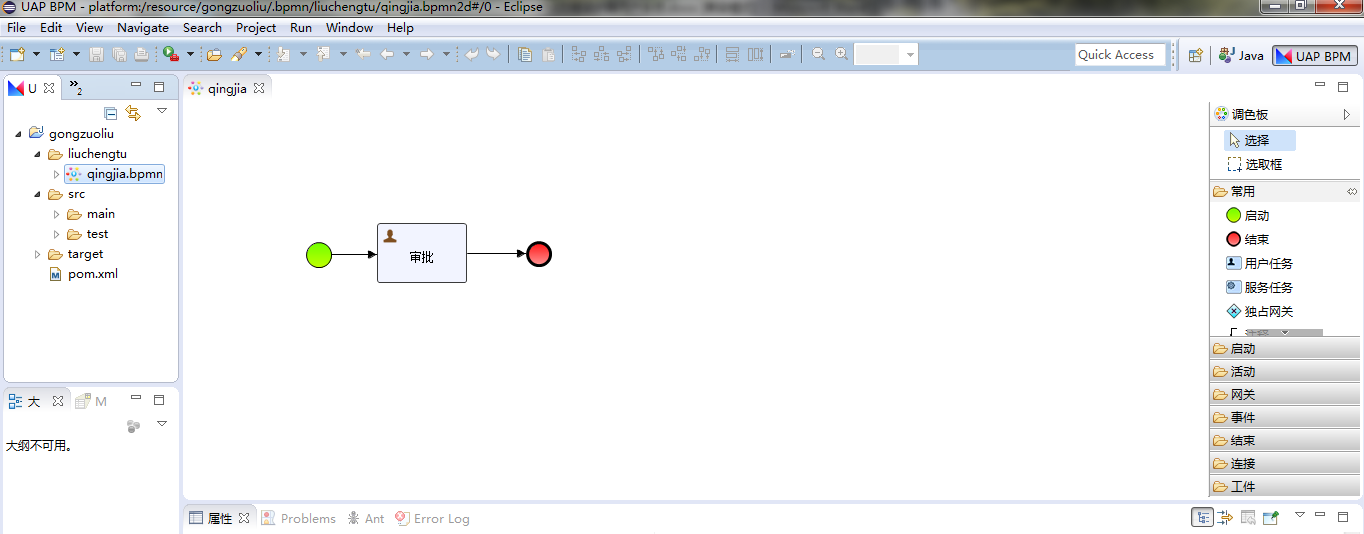 UAP BPM - platform:/resource/gongzuoliu/.bpmn/liuchengtu/qingjia.bpmn2d#/0 - Eclipse
File Edit View Navigate Search Project Run Window Help
Quick Access
Java
UAP BPM
U
»2
qingjia
gongzuoliu
liuchengtu
qingjia.bpmn
src
main
test
target
pom.xml
审批
调色板
选择
选取框
常用
启动
结束
用户任务
服务任务
独占网关
启动
活动
网关
事件
结束
连接
工件
大
M
大纲不可用。
属性
Problems
Ant
Error Log